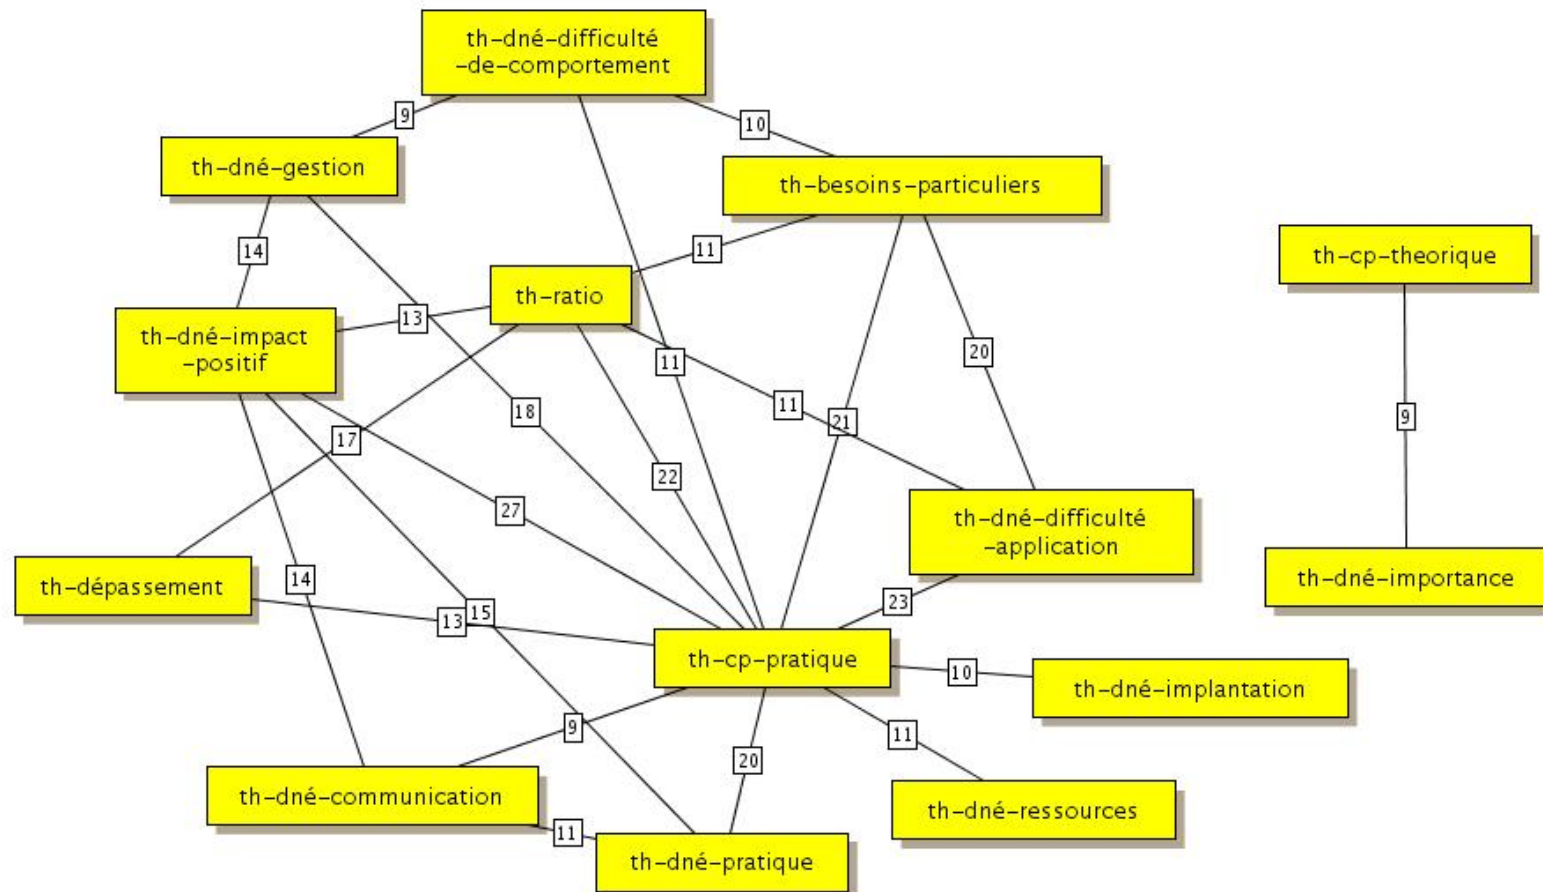 th-dné-difficulté
-de-comportement
9
10
th-dné-gestion
th-besoins-particuliers
14
11
th-cp-theorique
th-ratio
13
th-dné-impact
-positif
20
11
11
18
21
9
17
22
27
th-dné-difficulté
-application
th-dépassement
14
th-dné-importance
23
13
15
th-cp-pratique
10
th-dné-implantation
9
11
20
th-dné-communication
th-dné-ressources
11
th-dné-pratique